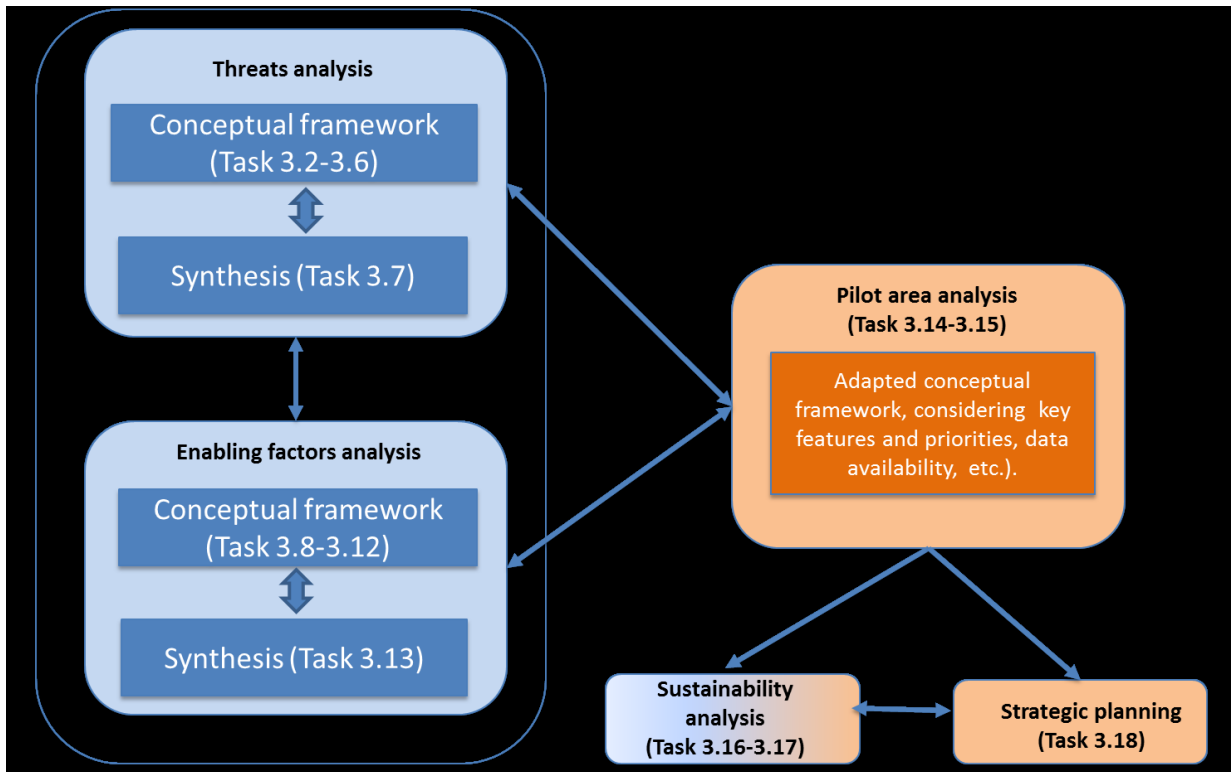 Threats analysis
Conceptual framework
(Task 3.2-3.6)
Synthesis (Task 3.7)
Enabling factors analysis
Conceptual framework
(Task 3.8-3.12)
Synthesis (Task 3.13)
Pilot area analysis
(Task 3.14-3.15)
Adapted conceptual
framework, considering key
features and priorities, data
availability, etc.).
Sustainability
analysis
(Task 3.16-3.17)
Strategic planning
(Task 3.18)